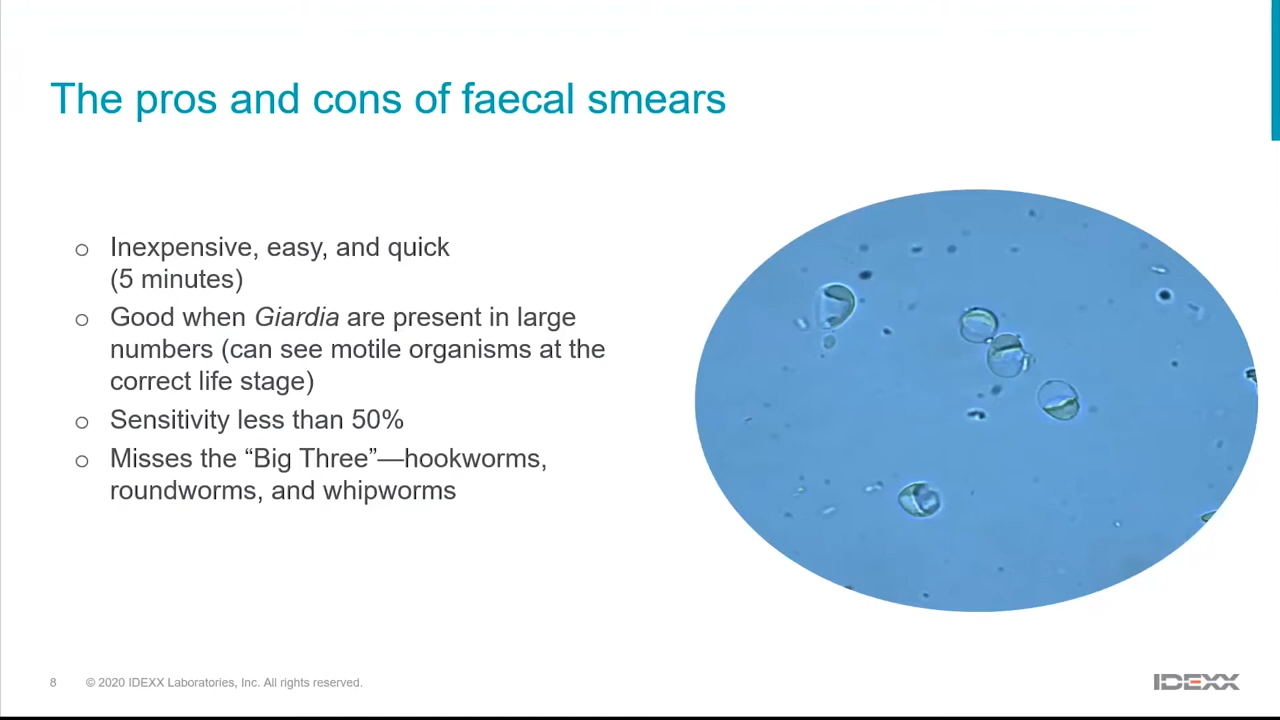 The pros and cons of faecal smears
o Inexpensive, easy, and quick
(5 minutes)
o Good when Giardia are present in large
numbers (can see motile organisms at the
correct life stage)
o Sensitivity less than 50%
o Misses the “Big Three”—hookworms,
roundworms, and whipworms
8 © 2020 IDEXX Laboratories, Inc. All rights reserved.
IDEXX